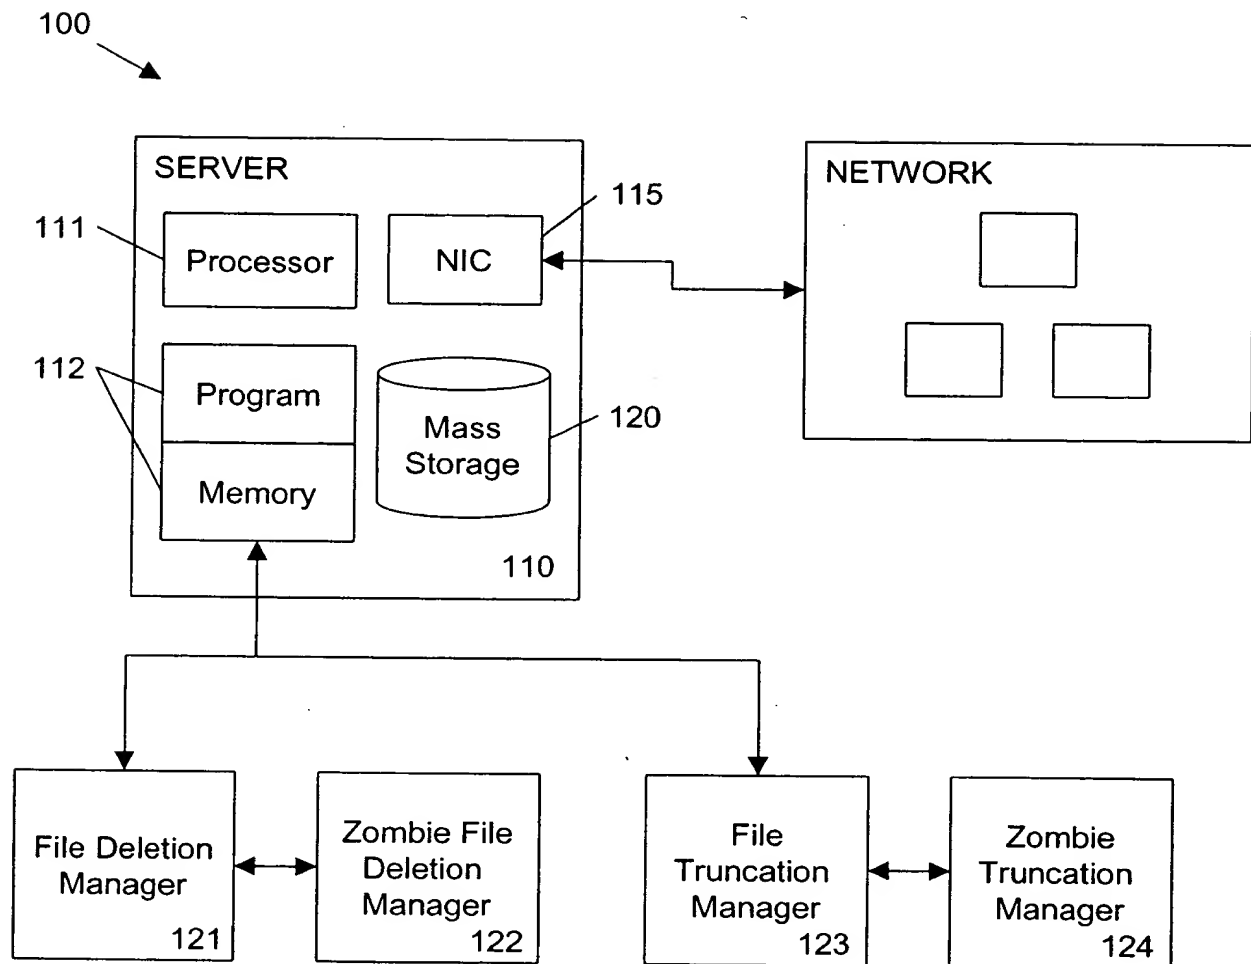 100
SERVER
NETWORK
111
Processor
NIC
115
112
Program
Memory
Mass
Storage
120
110
File Deletion
Manager
121
Zombie File
Deletion
Manager
122
File
Truncation
Manager
123
Zombie
Truncation
Manager
124